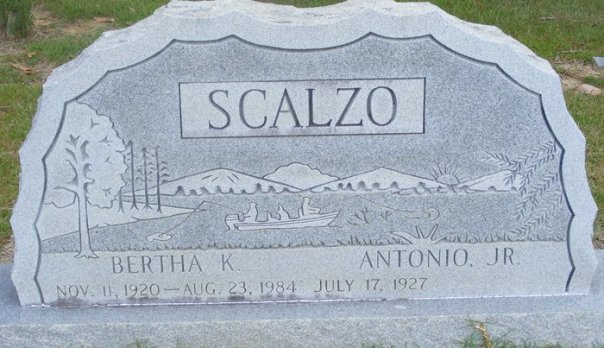 SCALZO
BERTHA K. ANTONIO, JR.
NOV. 11, 1920 — AUG. 23, 1984 JULY 17, 1927